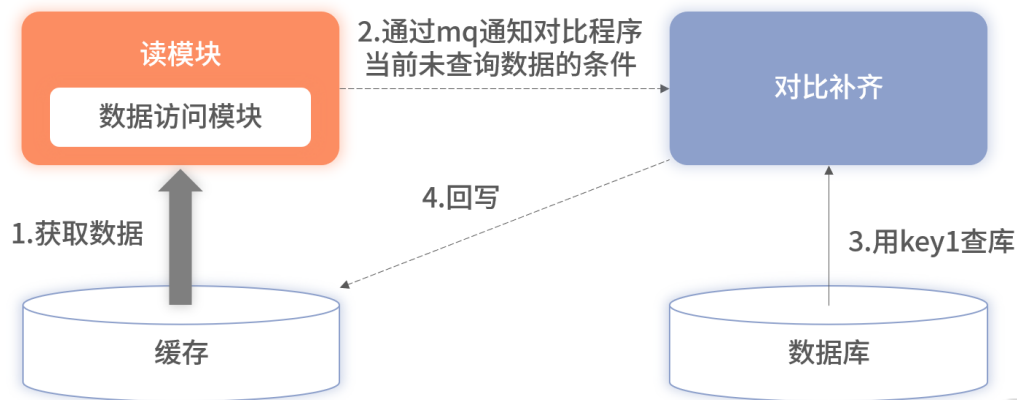 读模块
数据访问模块
2.通过mq通知对比程序
当前未查询数据的条件
对比补齐
1.获取数据
4.回写
3.用key1查库
缓存
数据库